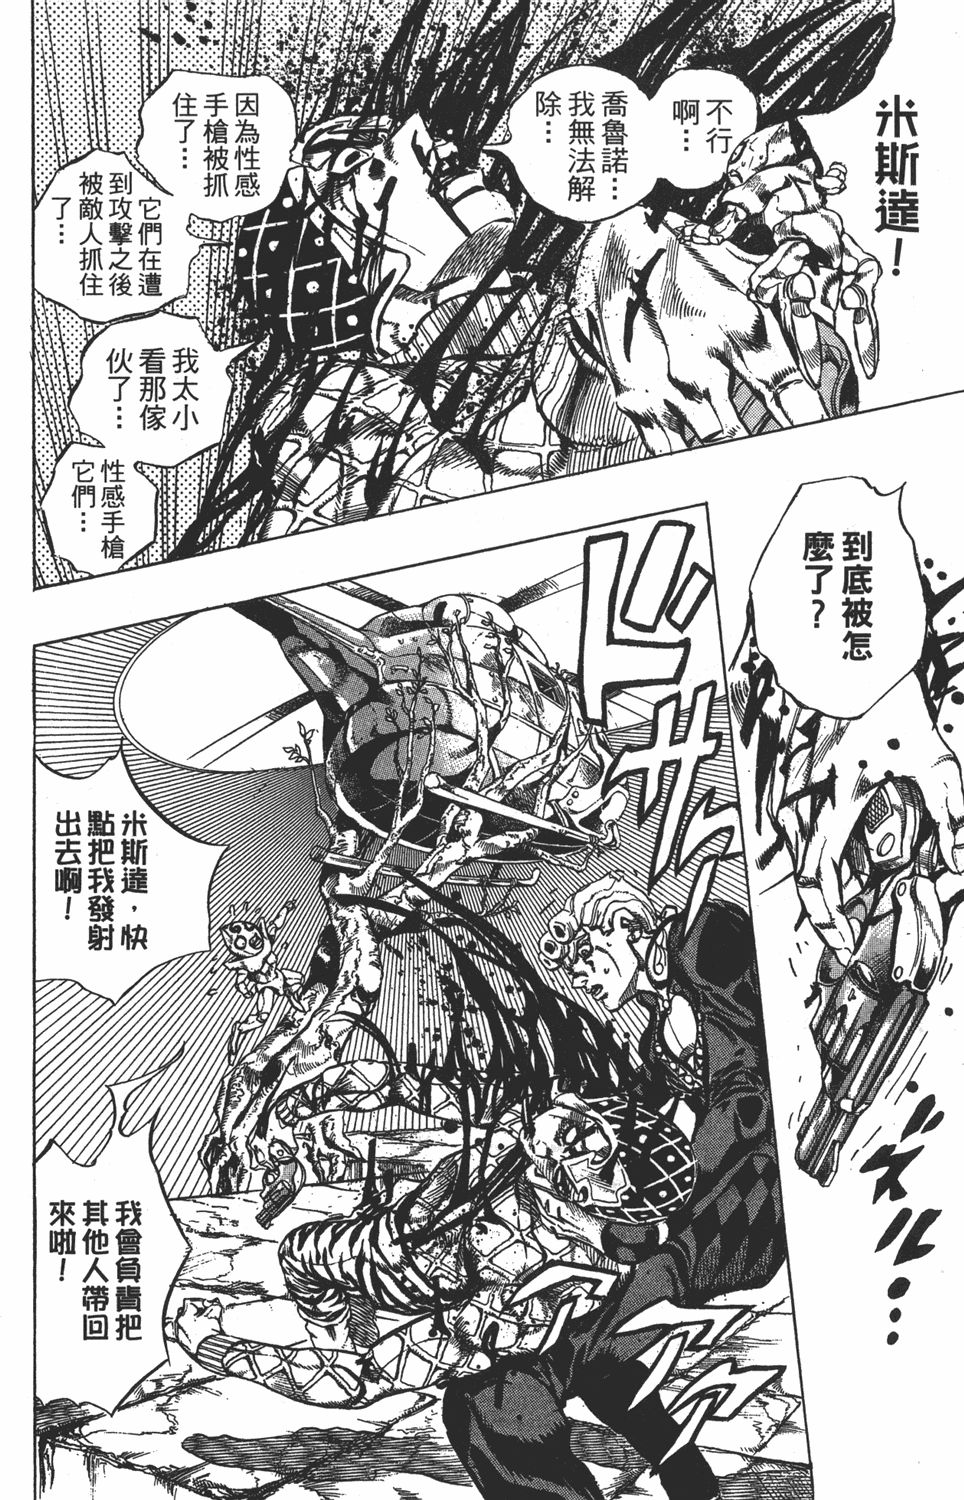 米斯達！
不行
啊…
喬魯諾…
我無法解
除…
因為性感
手槍被抓
住了…
它們在遭
到攻擊之後
被敵人抓住
了…
我太小
看那傢
伙了…
性感手槍
它們…
到底被怎
麼了？
ズル…
ドサッ
米斯達，快
點把我發射
出去啊！
我會負責把
其他人帶回
來啦！
アアアア